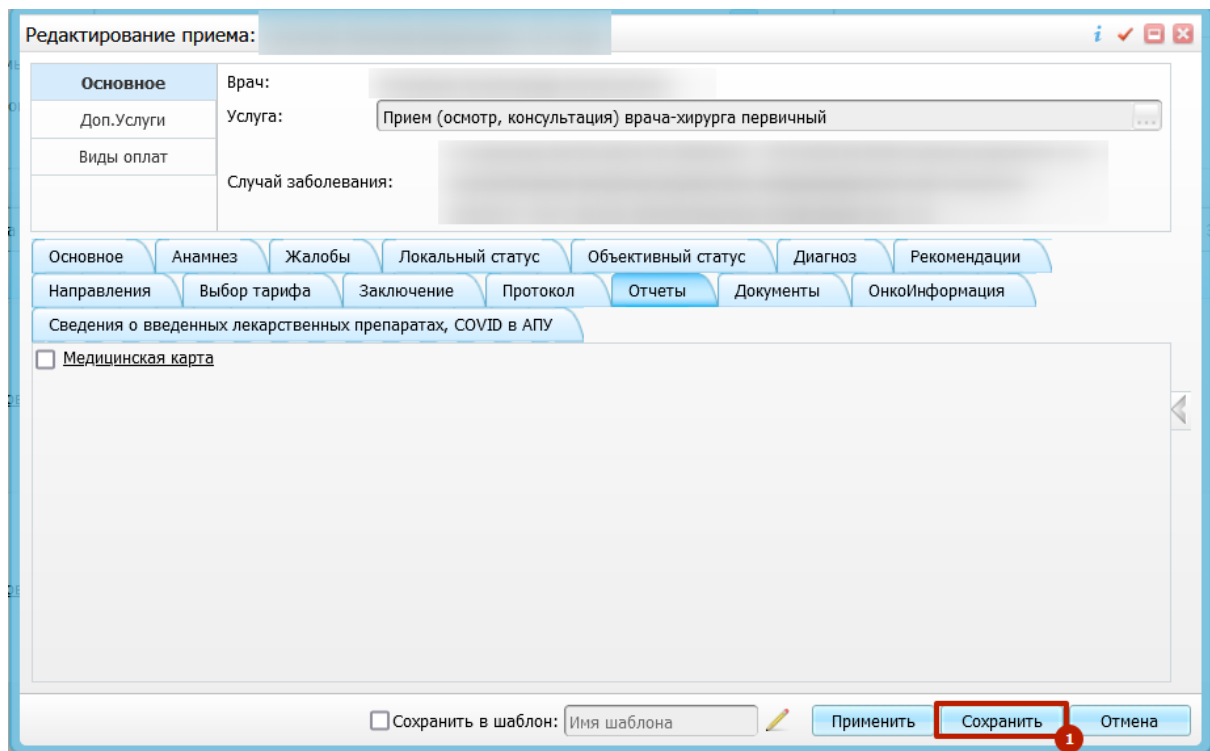 Редактирование приема:
Основное
Врач:
Доп.Услуги
Услуга: Прием (осмотр, консультация) врача-хирурга первичный ...
Виды оплат
Случай заболевания:
Основное Анамнез Жалобы Локальный статус Объективный статус Диагноз Рекомендации
Направления Выбор тарифа Заключение Протокол Отчеты Документы ОнкоИнформация
Сведения о введенных лекарственных препаратах, COVID в АПУ
Медицинская карта
Сохранить в шаблон: Имя шаблона Применить Сохранить Отмена
1